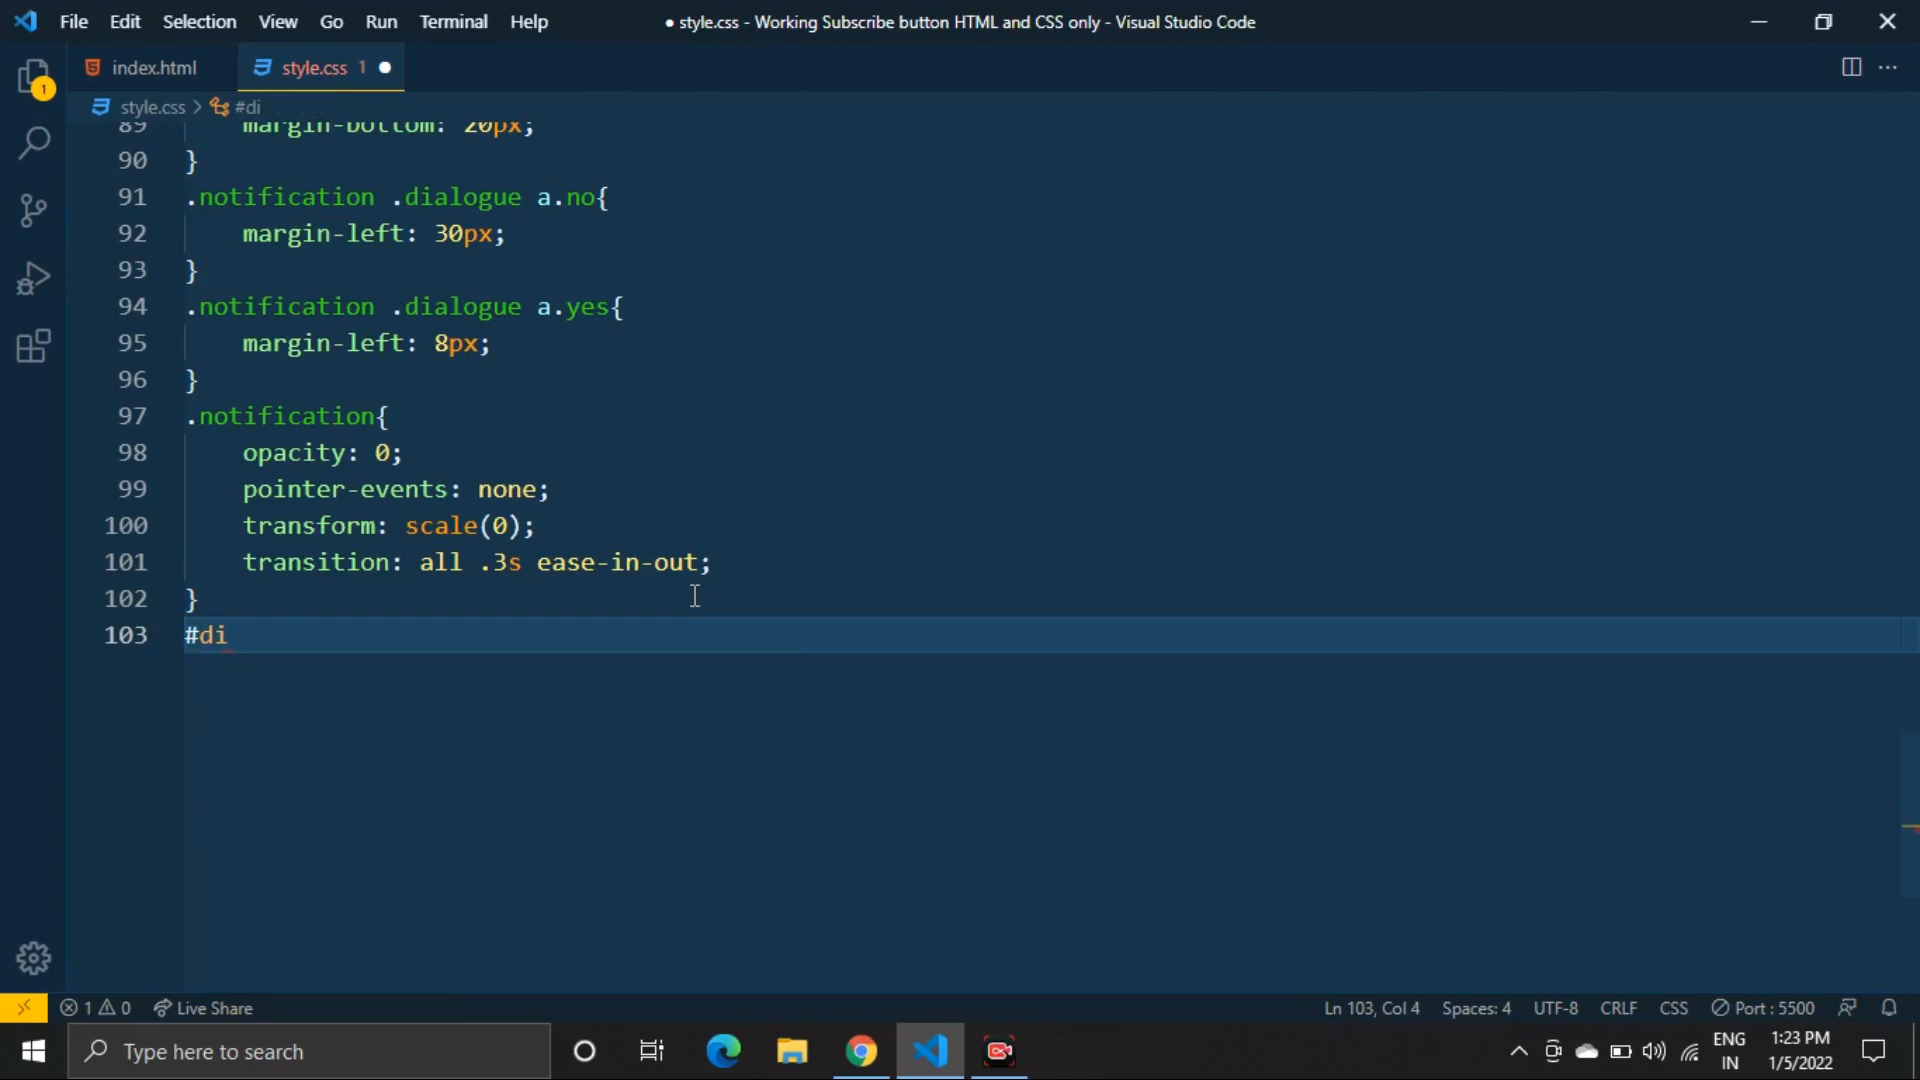 File Edit Selection View Go Run Terminal Help
● style.css - Working Subscribe button HTML and CSS only - Visual Studio Code
1
index.html
style.css 1 ●
style.css > #di
89 margin-bottom: 20px;
90 }
91 .notification .dialogue a.no{
92 margin-left: 30px;
93 }
94 .notification .dialogue a.yes{
95 margin-left: 8px;
96 }
97 .notification{
98 opacity: 0;
99 pointer-events: none;
100 transform: scale(0);
101 transition: all .3s ease-in-out;
102 }
103 #di
1 0 Live Share
Ln 103, Col 4 Spaces: 4 UTF-8 CRLF CSS Port : 5500
Type here to search
ENG
IN
1:23 PM
1/5/2022